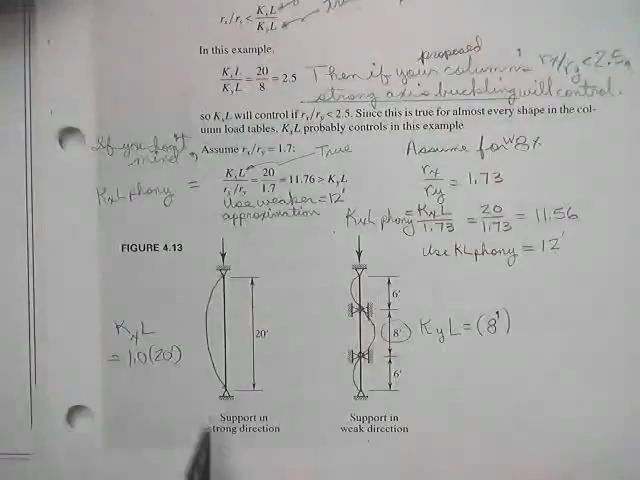 rx/ry < KxL
KyL
In this example,
KxL/KyL = 20/8 = 2.5
proposed
Then if your column's rx/ry < 2.5,
strong axis buckling will control.
so KxL will control if rx/ry < 2.5. Since this is true for almost every shape in the col-
umn load tables, KxL probably controls in this example
If you don't
mind,
Assume rx/ry = 1.7:
True
Assume for W8x
KxL phony =
KxL/rx/ry = 20/1.7 = 11.76 > KyL
rx/ry = 1.73
Use weaker = 12'
approximation
KxL phony = KxL/1.73 = 20/1.73 = 11.56
Use KL phony = 12'
FIGURE 4.13
6'
KxL
= 1.0(20')
20'
8'
KyL = (8')
6'
Support in
strong direction
Support in
weak direction